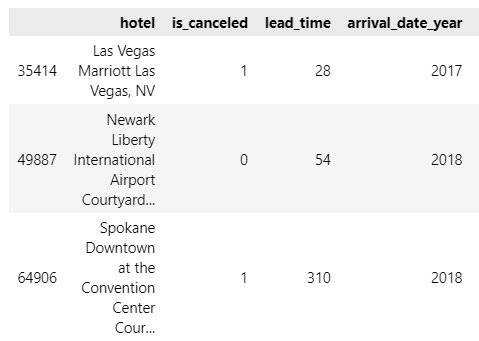 hotel is_canceled lead_time arrival_date_year
Las Vegas
35414 Marriott Las 1 28 2017
Vegas, NV
Newark
Liberty
49887 International 0 54 2018
Airport
Courtyard...
Spokane
Downtown
at the
64906 Convention 1 310 2018
Center
Cour...